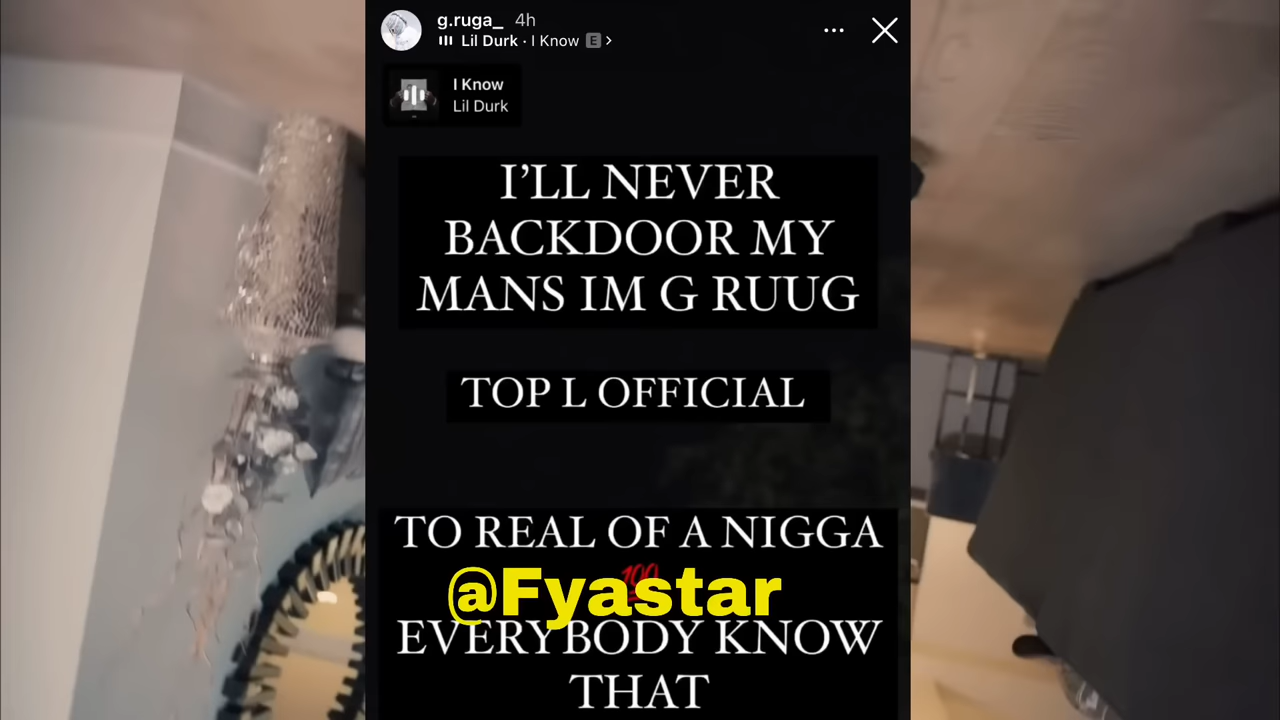 g.ruga_ 4h
Lil Durk · I Know E >
I Know
Lil Durk
I’LL NEVER
BACKDOOR MY
MANS IM G RUUG
TOP L OFFICIAL
TO REAL OF A NIGGA
💯
@Fyastar
EVERYBODY KNOW
THAT